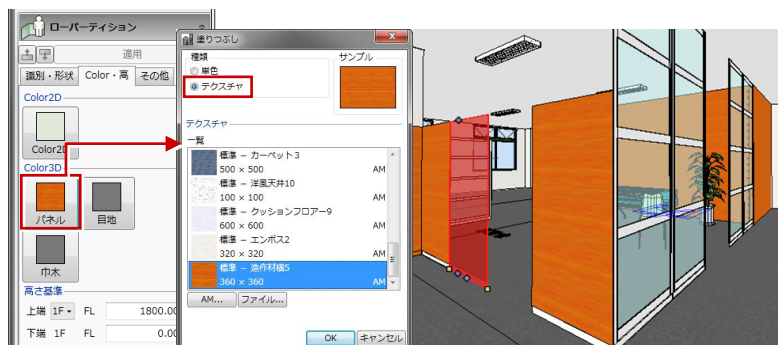 ローパーティション
適用
識別・形状 Color・高 その他
Color2D
Color2D
Color3D
パネル 目地
巾木
高さ基準
上端 1F FL 1800.00
下端 1F FL 0.00
塗りつぶし
種類
単色
テクスチャ
サンプル
テクスチャ
一覧
標準 － カーペット3
500 × 500 AM
標準 － 洋風天井10
100 × 100 AM
標準 － クッションフロアー9
600 × 600 AM
標準 － エンボス2
320 × 320 AM
標準 － 造作材横5
360 × 360 AM
AM... ファイル...
OK キャンセル